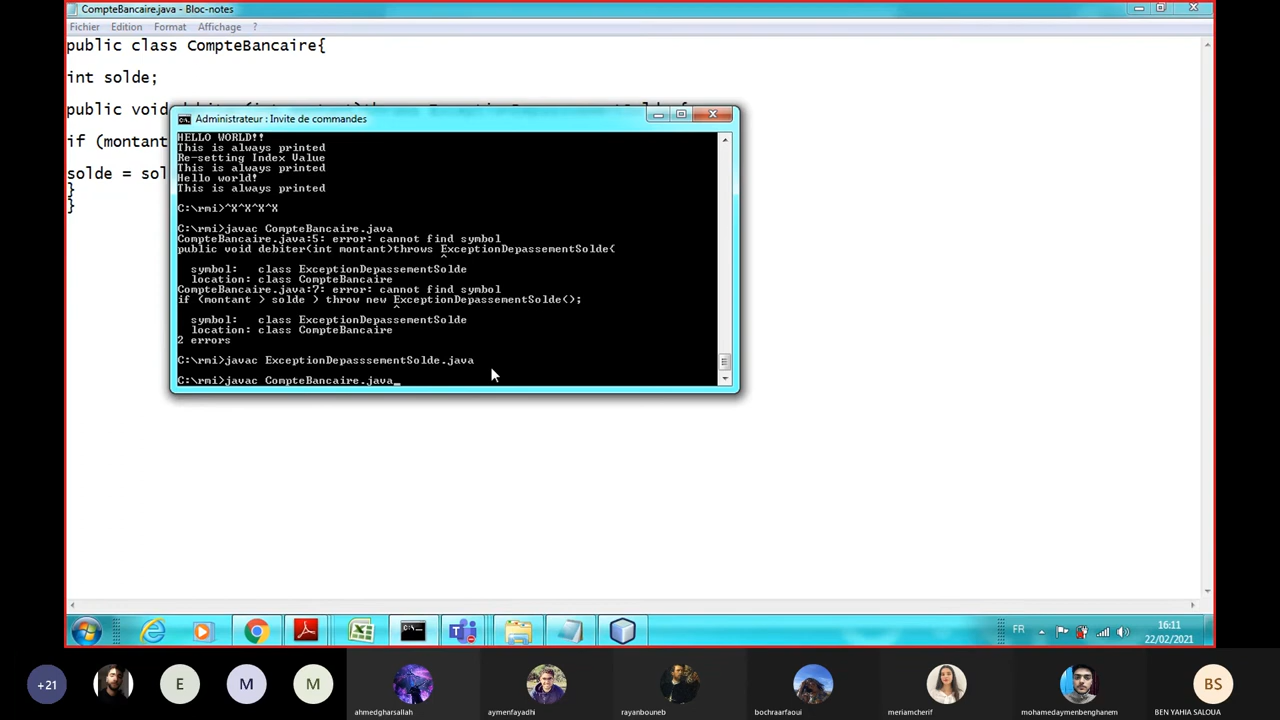 CompteBancaire.java - Bloc-notes
Fichier Edition Format Affichage ?
public class CompteBancaire{
int solde;
public void
if (montant
solde = sol
}
}
Administrateur : Invite de commandes
HELLO WORLD!!
This is always printed
Re-setting Index Value
This is always printed
Hello world!
This is always printed
C:\rmi>^X^X^X^X
C:\rmi>javac CompteBancaire.java
CompteBancaire.java:5: error: cannot find symbol
public void debiter(int montant)throws ExceptionDepassementSolde{
^
symbol: class ExceptionDepassementSolde
location: class CompteBancaire
CompteBancaire.java:7: error: cannot find symbol
if (montant > solde ) throw new ExceptionDepassementSolde();
^
symbol: class ExceptionDepassementSolde
location: class CompteBancaire
2 errors
C:\rmi>javac ExceptionDepasssementSolde.java
C:\rmi>javac CompteBancaire.java_
FR
16:11
22/02/2021
+21
E
M
M
BS
ahmedgharsallah
aymenfayadhi
rayanbouneb
bochraarfaoui
meriamcherif
mohamedaymenbenghanem
BEN YAHIA SALOUA